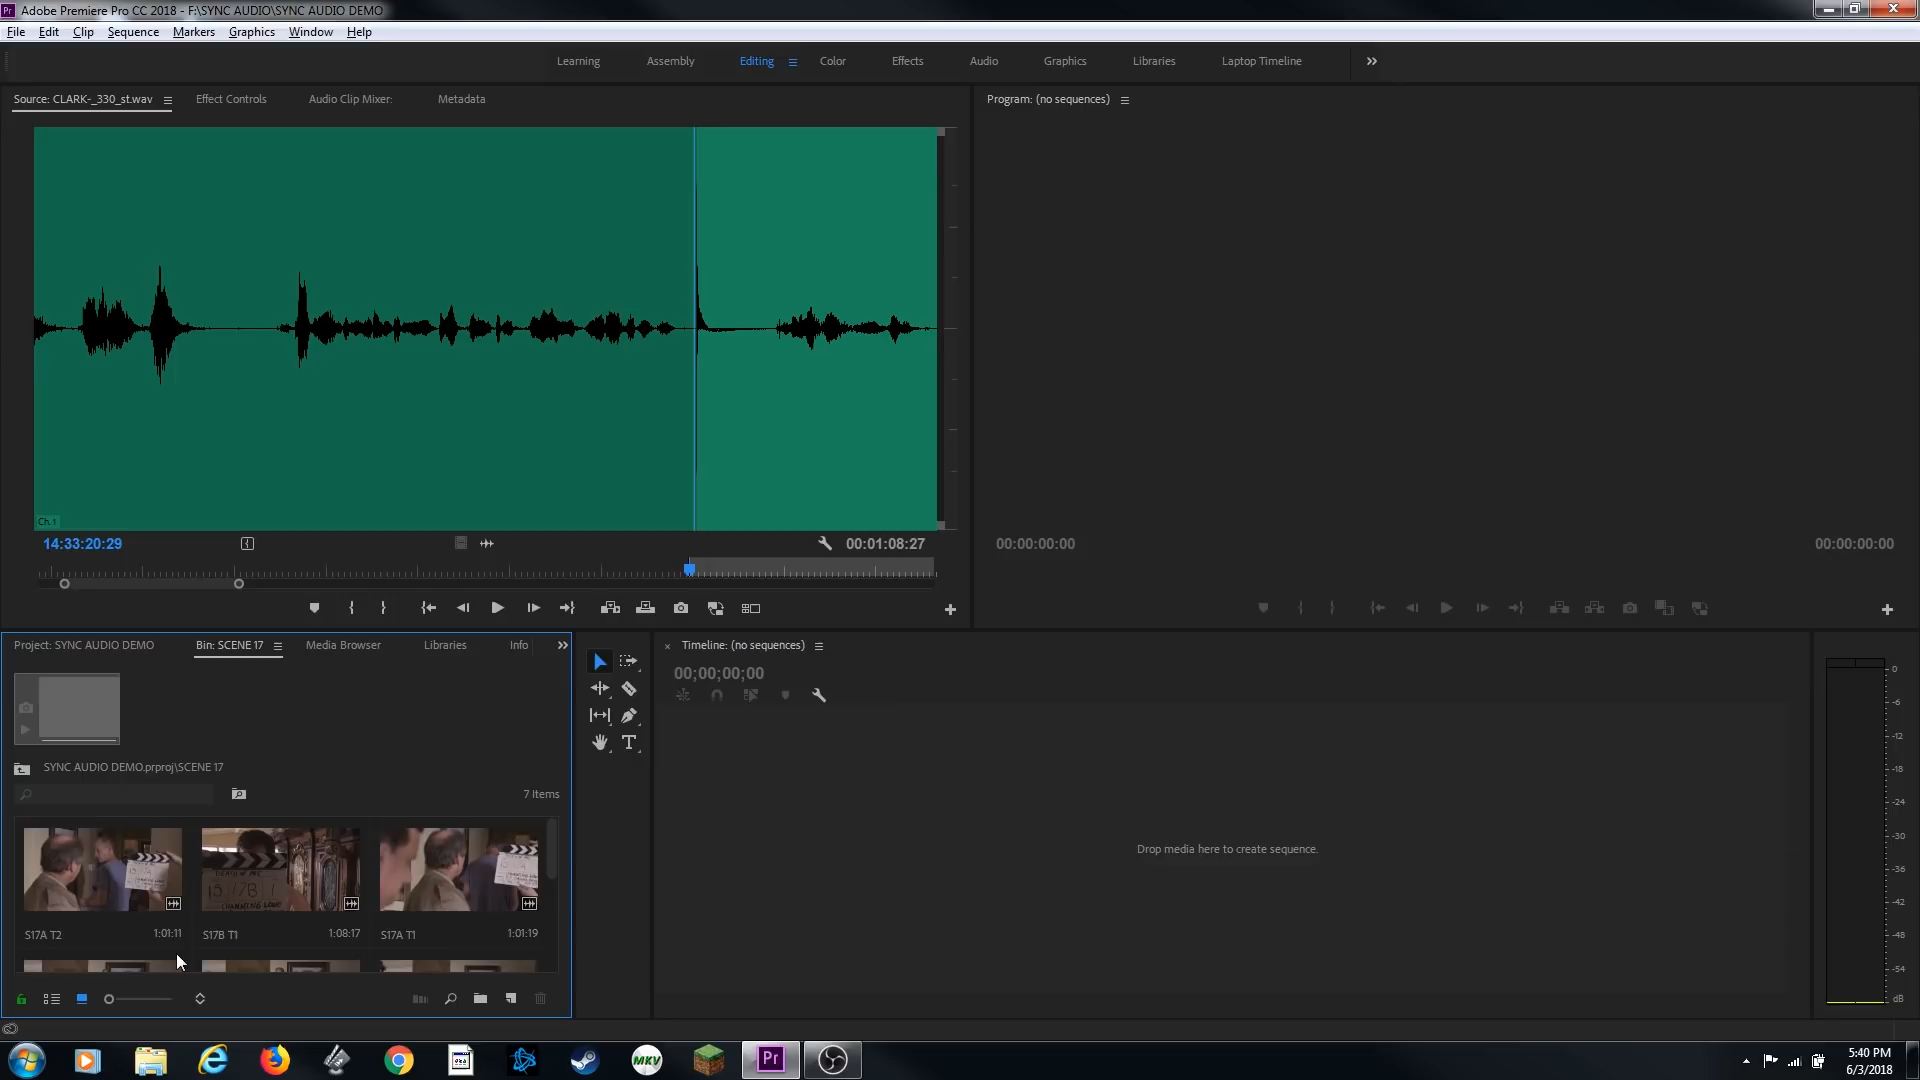 Adobe Premiere Pro CC 2018 - F:\SYNC AUDIO\SYNC AUDIO DEMO
File Edit Clip Sequence Markers Graphics Window Help
Learning Assembly Editing Color Effects Audio Graphics Libraries Laptop Timeline
Source: CLARK-_330_st.wav Effect Controls Audio Clip Mixer: Metadata
Program: (no sequences)
Ch. 1
14:33:20:29 00:01:08:27
00:00:00:00 00:00:00:00
Project: SYNC AUDIO DEMO Bin: SCENE 17 Media Browser Libraries Info
Timeline: (no sequences)
00;00;00;00
SYNC AUDIO DEMO.prproj\SCENE 17
7 Items
15 17B 1
S17A T2 1:01:11
S17B T1 1:08:17
S17A T1 1:01:19
Drop media here to create sequence.
0
-6
-12
-18
-24
-30
-36
-42
-48
-54
dB
MKV
Pr
5:40 PM
6/3/2018